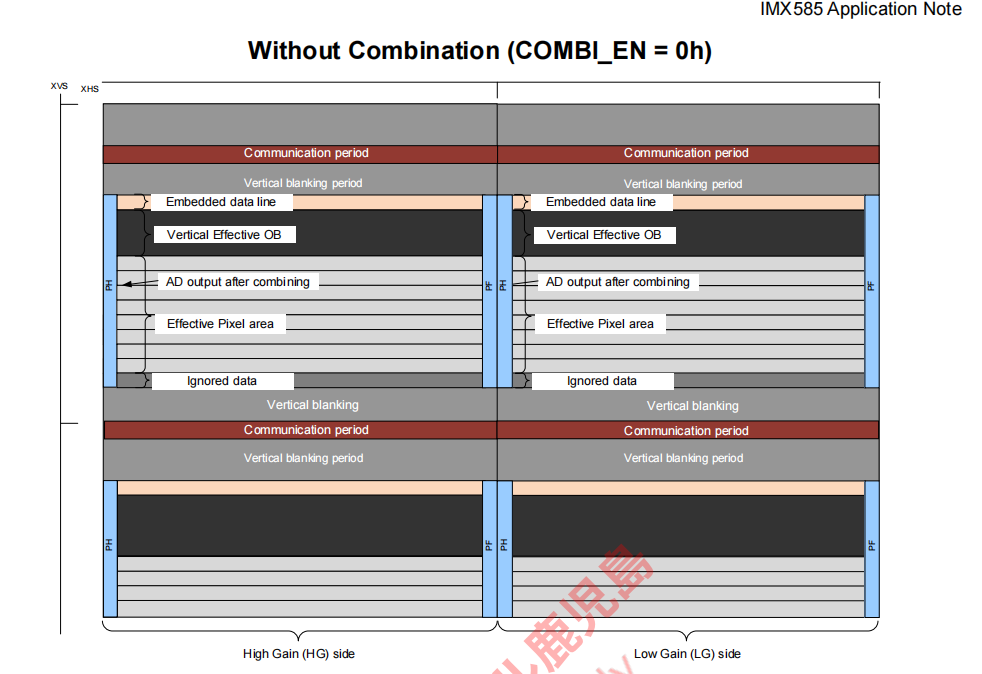 IMX585 Application Note
Without Combination (COMBI_EN = 0h)
XVS
XHS
Communication period
Communication period
Vertical blanking period
Vertical blanking period
Embedded data line
Embedded data line
Vertical Effective OB
Vertical Effective OB
PH
AD output after combining
PF
PH
AD output after combining
PF
Effective Pixel area
Effective Pixel area
Ignored data
Ignored data
Vertical blanking
Vertical blanking
Communication period
Communication period
Vertical blanking period
Vertical blanking period
PH
PF
PH
PF
鹿児島
High Gain (HG) side
Low Gain (LG) side